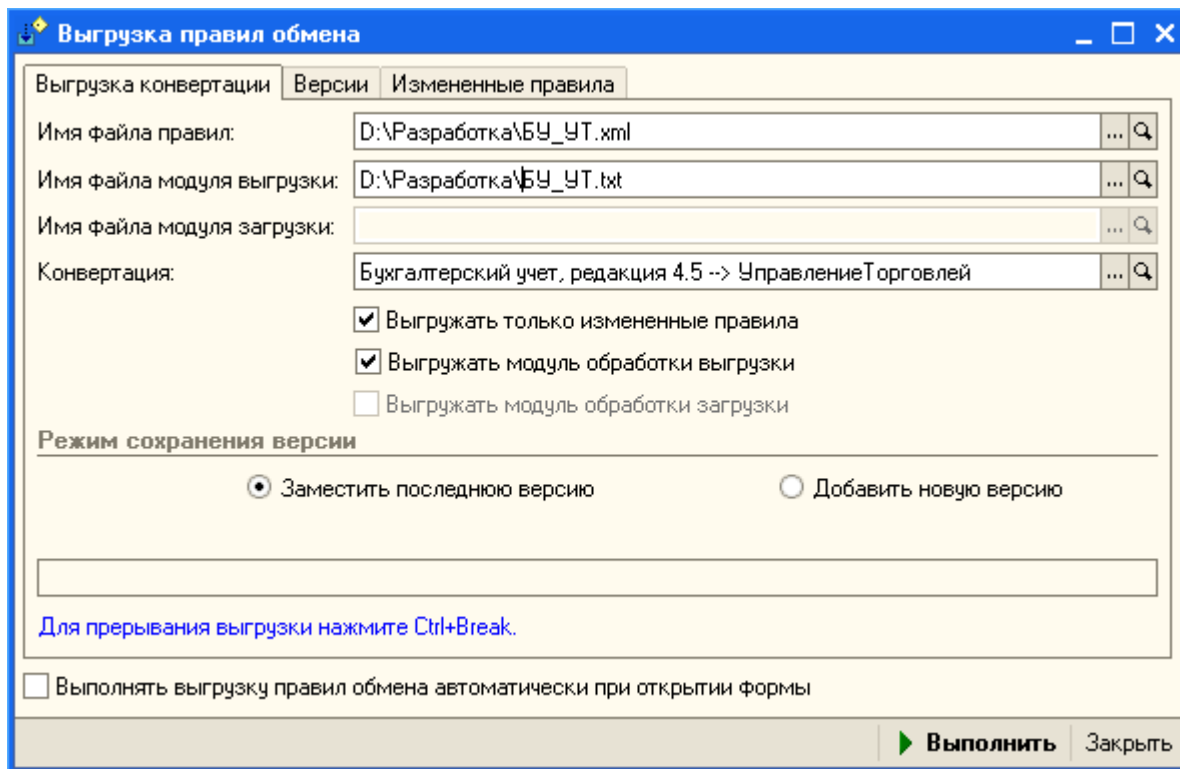 Выгрузка правил обмена
Выгрузка конвертации Версии Измененные правила
Имя файла правил: D:\Разработка\БУ_УТ.xml ...
Имя файла модуля выгрузки: D:\Разработка\БУ_УТ.txt ...
Имя файла модуля загрузки: ...
Конвертация: Бухгалтерский учет, редакция 4.5 --> УправлениеТорговлей ...
Выгружать только измененные правила
Выгружать модуль обработки выгрузки
Выгружать модуль обработки загрузки
Режим сохранения версии
Заместить последнюю версию Добавить новую версию
Для прерывания выгрузки нажмите Ctrl+Break.
Выполнять выгрузку правил обмена автоматически при открытии формы
Выполнить Закрыть